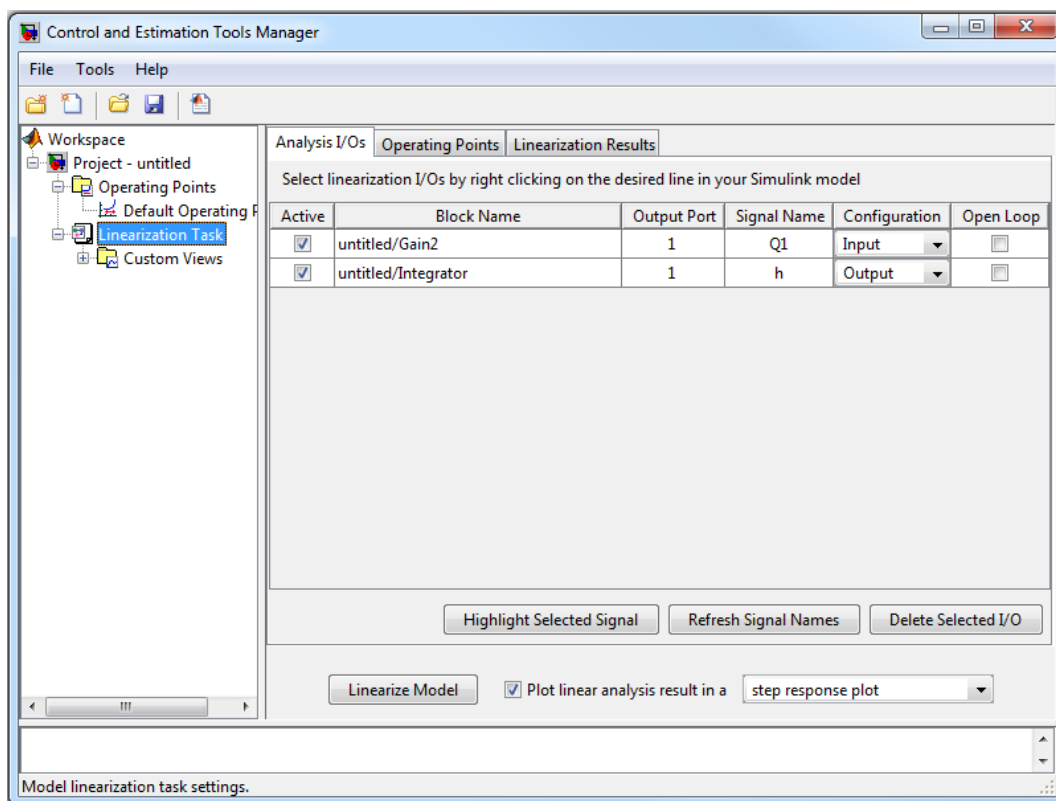 Control and Estimation Tools Manager
File Tools Help
Workspace
Project - untitled
Operating Points
Default Operating P
Linearization Task
Custom Views
Analysis I/Os Operating Points Linearization Results
Select linearization I/Os by right clicking on the desired line in your Simulink model
Active Block Name Output Port Signal Name Configuration Open Loop
untitled/Gain2 1 Q1 Input
untitled/Integrator 1 h Output
Highlight Selected Signal Refresh Signal Names Delete Selected I/O
Linearize Model Plot linear analysis result in a step response plot
Model linearization task settings.